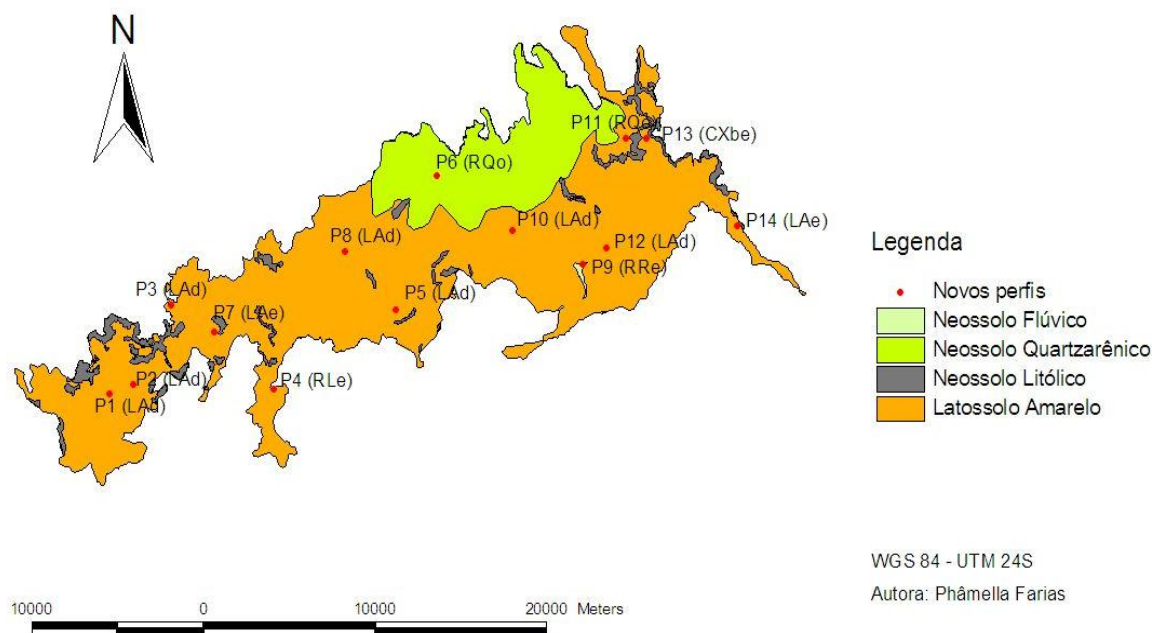 N
P11 (RQo)
P13 (CXbe)
P6 (RQo)
P10 (LAd)
P14 (LAe)
P8 (LAd)
P12 (LAd)
P9 (RRe)
P3 (LAd)
P7 (LAe)
P5 (LAd)
P2 (LAd)
P4 (RLe)
P1 (LAd)
Legenda
Novos perfis
Neossolo Flúvico
Neossolo Quartzarênico
Neossolo Litólico
Latossolo Amarelo
WGS 84 - UTM 24S
Autora: Phâmella Farias
10000 0 10000 20000 Meters